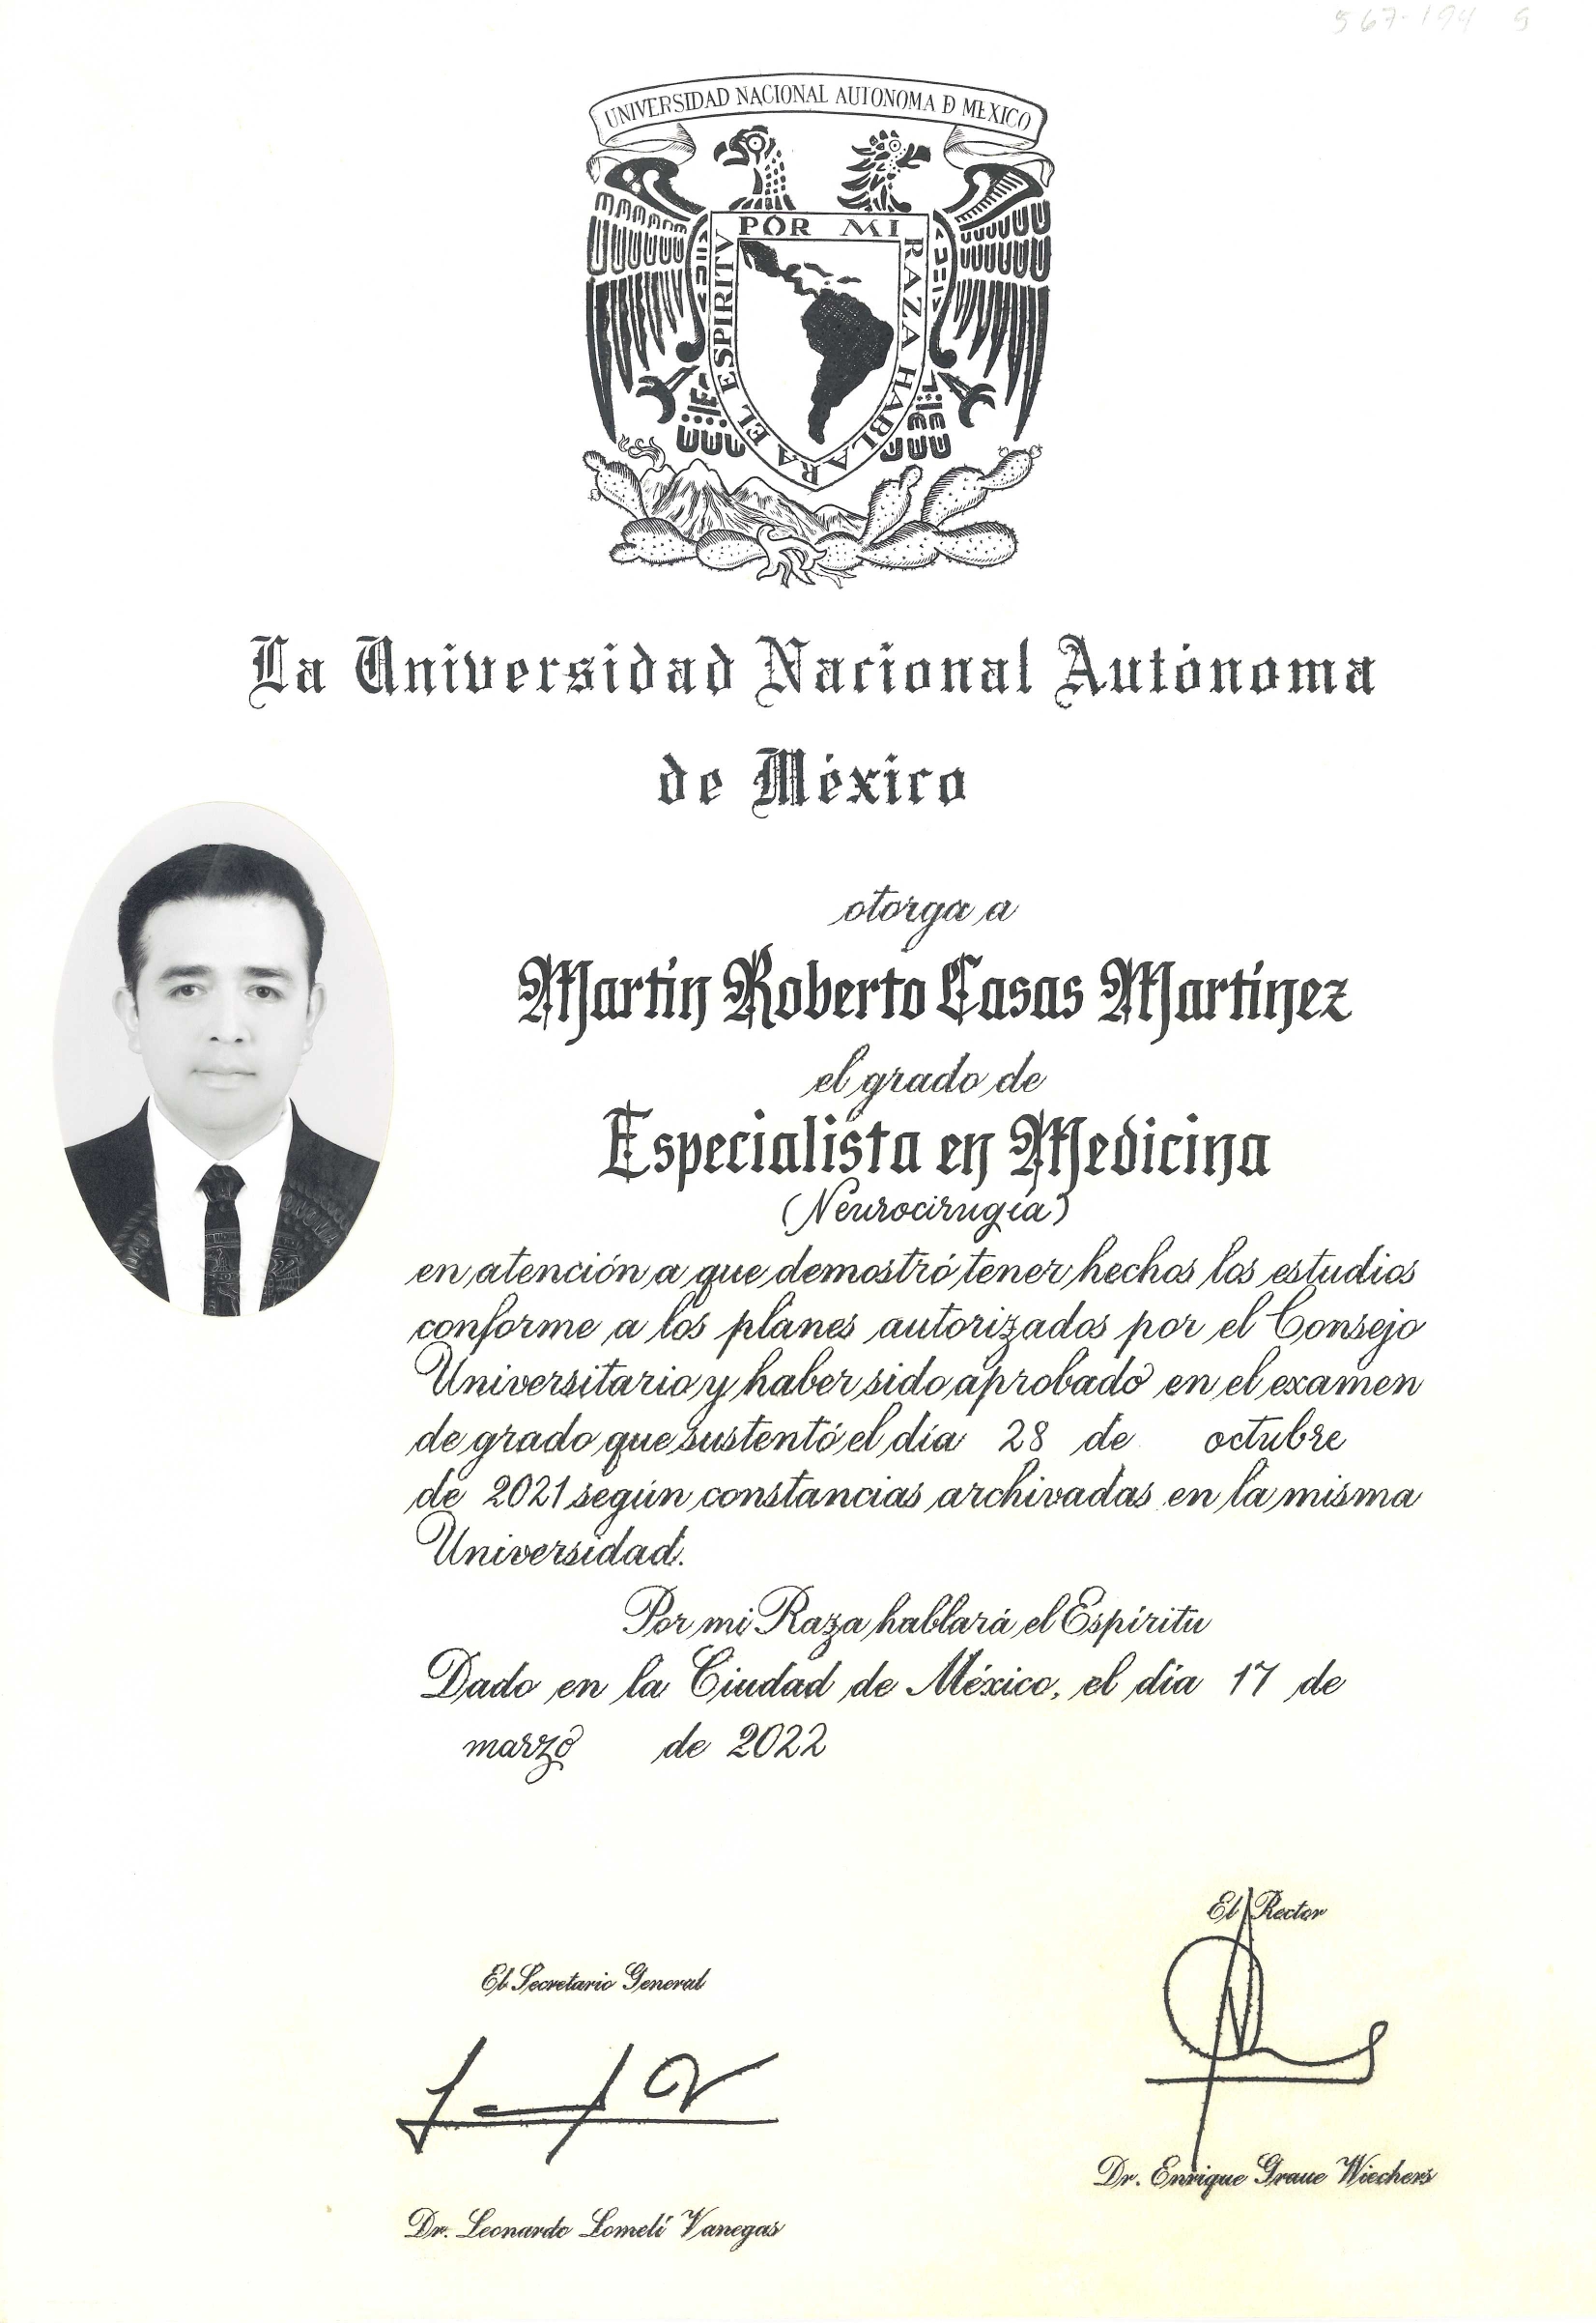 567-194 9
UNIVERSIDAD NACIONAL AUTONOMA D MEXICO
POR MI RAZA HABLARA EL ESPIRITV
La Universidad Nacional Autónoma
de México
otorga a
Martín Roberto Casas Martínez
el grado de
Especialista en Medicina
(Neurocirugía)
en atención a que demostró tener hechos los estudios
conforme a los planes autorizados por el Consejo
Universitario y haber sido aprobado en el examen
de grado que sustentó el día 28 de octubre
de 2021 según constancias archivadas en la misma
Universidad.
Por mi Raza hablará el Espíritu
Dado en la Ciudad de México, el día 17 de
marzo de 2022
El Rector
El Secretario General
Dr. Enrique Graue Wiechers
Dr. Leonardo Lomelí Vanegas